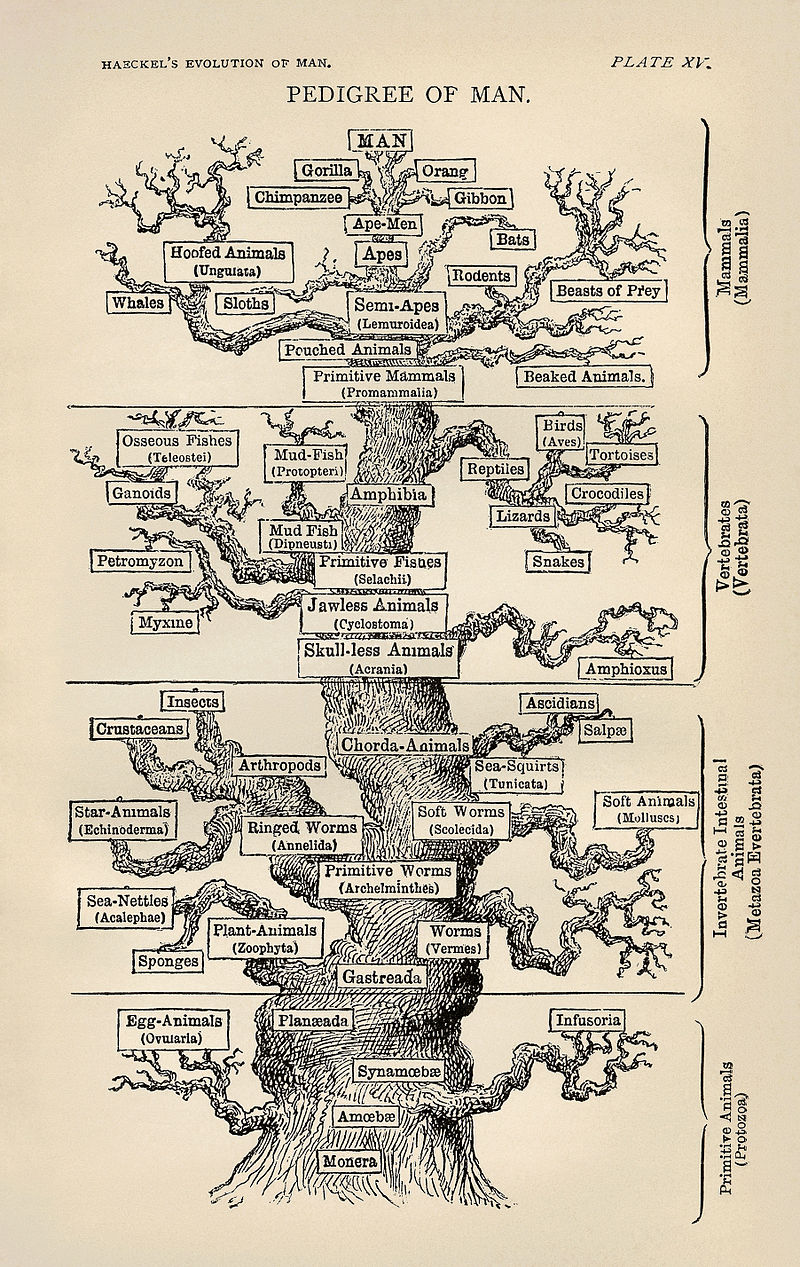 HAECKEL'S EVOLUTION OF MAN.
PLATE XV.
PEDIGREE OF MAN.
MAN
Gorilla
Orang
Chimpanzee
Gibbon
Ape-Men
Bats
Hoofed Animals
(Ungulata)
Apes
Rodents
Beasts of Prey
Whales
Sloths
Semi-Apes
(Lemuroidea)
Pouched Animals
Primitive Mammals
(Promammalia)
Beaked Animals.
Mammals
(Mammalia)
Osseous Fishes
(Teleostei)
Mud-Fish
(Protopteri)
Birds
(Aves)
Tortoises
Reptiles
Ganoids
Amphibia
Crocodiles
Lizards
Mud Fish
(Dipneusti)
Petromyzon
Primitive Fishes
(Selachii)
Snakes
Jawless Animals
(Cyclostoma)
Myxine
Skull-less Animals
(Acrania)
Amphioxus
Vertebrates
(Vertebrata)
Insects
Ascidians
Crustaceans
Salpæ
Chorda-Animals
Arthropods
Sea-Squirts
(Tunicata)
Star-Animals
(Echinoderma)
Ringed Worms
(Annelida)
Soft Worms
(Scolecida)
Soft Animals
(Molluscs)
Primitive Worms
(Archelminthes)
Sea-Nettles
(Acalephae)
Plant-Animals
(Zoophyta)
Worms
(Vermes)
Sponges
Gastreada
Invertebrate Intestinal
Animals
(Metazoa Evertebrata)
Egg-Animals
(Ovularia)
Planæada
Infusoria
Synamœbæ
Amœbæ
Monera
Primitive Animals
(Protozoa)